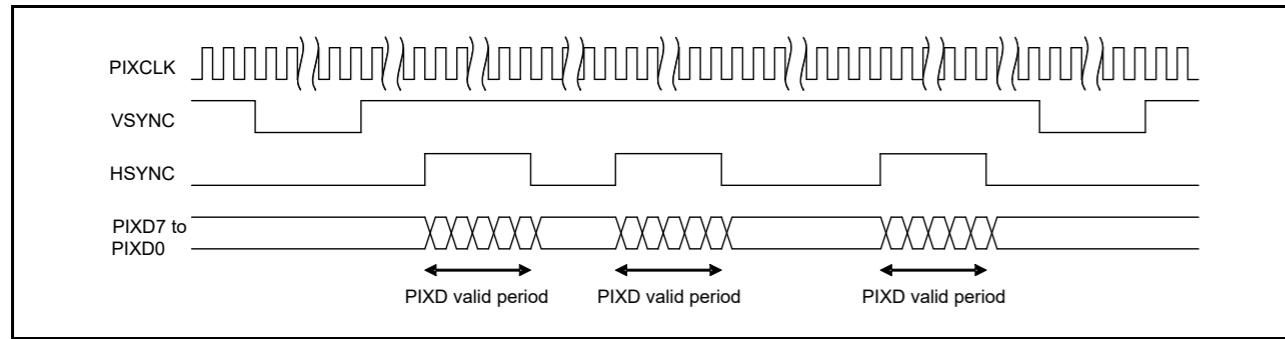 PIXCLK
VSYNC
HSYNC
PIXD7 to
PIXD0
PIXD valid period
PIXD valid period
PIXD valid period